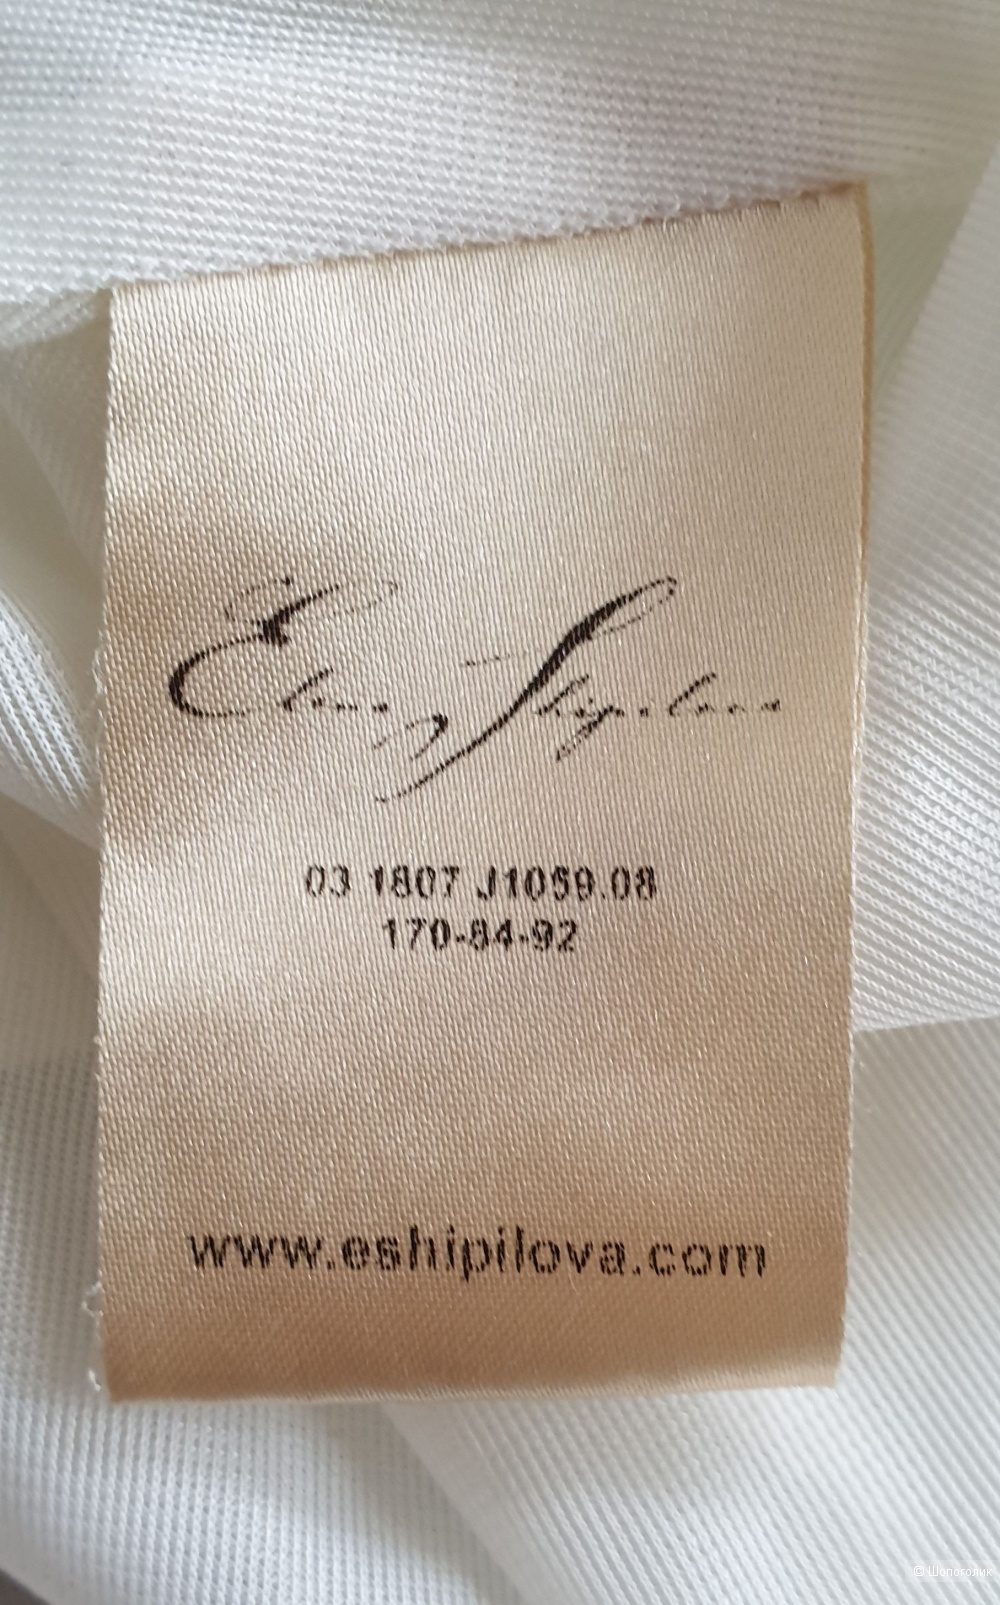 Elena Shipilova
03 1807 J1059.08
170-84-92
www.eshipilova.com
© Шопоголик